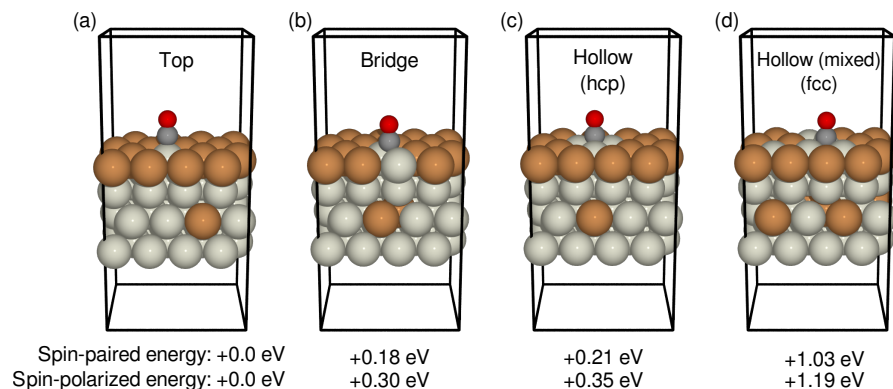 (a)
Top
(b)
Bridge
(c)
Hollow
(hcp)
(d)
Hollow (mixed)
(fcc)
Spin-paired energy: +0.0 eV
+0.18 eV
+0.21 eV
+1.03 eV
Spin-polarized energy: +0.0 eV
+0.30 eV
+0.35 eV
+1.19 eV